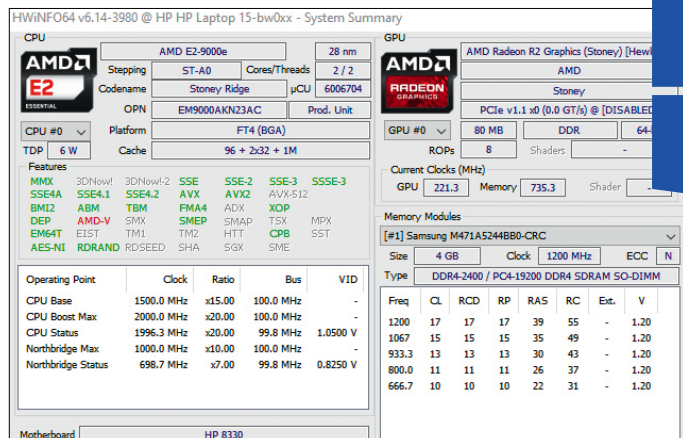 HWiNFO64 v6.14-3980 @ HP HP Laptop 15-bw0xx - System Summary
CPU
AMD
E2
ESSENTIAL
AMD E2-9000e 28 nm
Stepping ST-A0 Cores/Threads 2 / 2
Codename Stoney Ridge µCU 6006704
OPN EM9000AKN23AC Prod. Unit
CPU #0 Platform FT4 (BGA)
TDP 6 W Cache 96 + 2x32 + 1M
Features
MMX 3DNow! 3DNow!-2 SSE SSE-2 SSE-3 SSSE-3
SSE4A SSE4.1 SSE4.2 AVX AVX2 AVX-512
BMI2 ABM TBM FMA4 ADX XOP
DEP AMD-V SMX SMEP SMAP TSX MPX
EM64T EIST TM1 TM2 HTT CPB SST
AES-NI RDRAND RDSEED SHA SGX SME
Operating Point Clock Ratio Bus VID
CPU Base 1500.0 MHz x15.00 100.0 MHz -
CPU Boost Max 2000.0 MHz x20.00 100.0 MHz -
CPU Status 1996.3 MHz x20.00 99.8 MHz 1.0500 V
Northbridge Max 1000.0 MHz x10.00 100.0 MHz -
Northbridge Status 698.7 MHz x7.00 99.8 MHz 0.8250 V
Motherboard HP 8330
GPU
AMD
RADEON
GRAPHICS
AMD Radeon R2 Graphics (Stoney) [Hewl
AMD
Stoney
PCIe v1.1 x0 (0.0 GT/s) @ [DISABLED
GPU #0 80 MB DDR 64-
ROPs 8 Shaders -
Current Clocks (MHz)
GPU 221.3 Memory 735.3 Shader -
Memory Modules
[#1] Samsung M471A5244BB0-CRC
Size 4 GB Clock 1200 MHz ECC N
Type DDR4-2400 / PC4-19200 DDR4 SDRAM SO-DIMM
Freq CL RCD RP RAS RC Ext. V
1200 17 17 17 39 55 - 1.20
1067 15 15 15 35 49 - 1.20
933.3 13 13 13 30 43 - 1.20
800.0 11 11 11 26 37 - 1.20
666.7 10 10 10 22 31 - 1.20